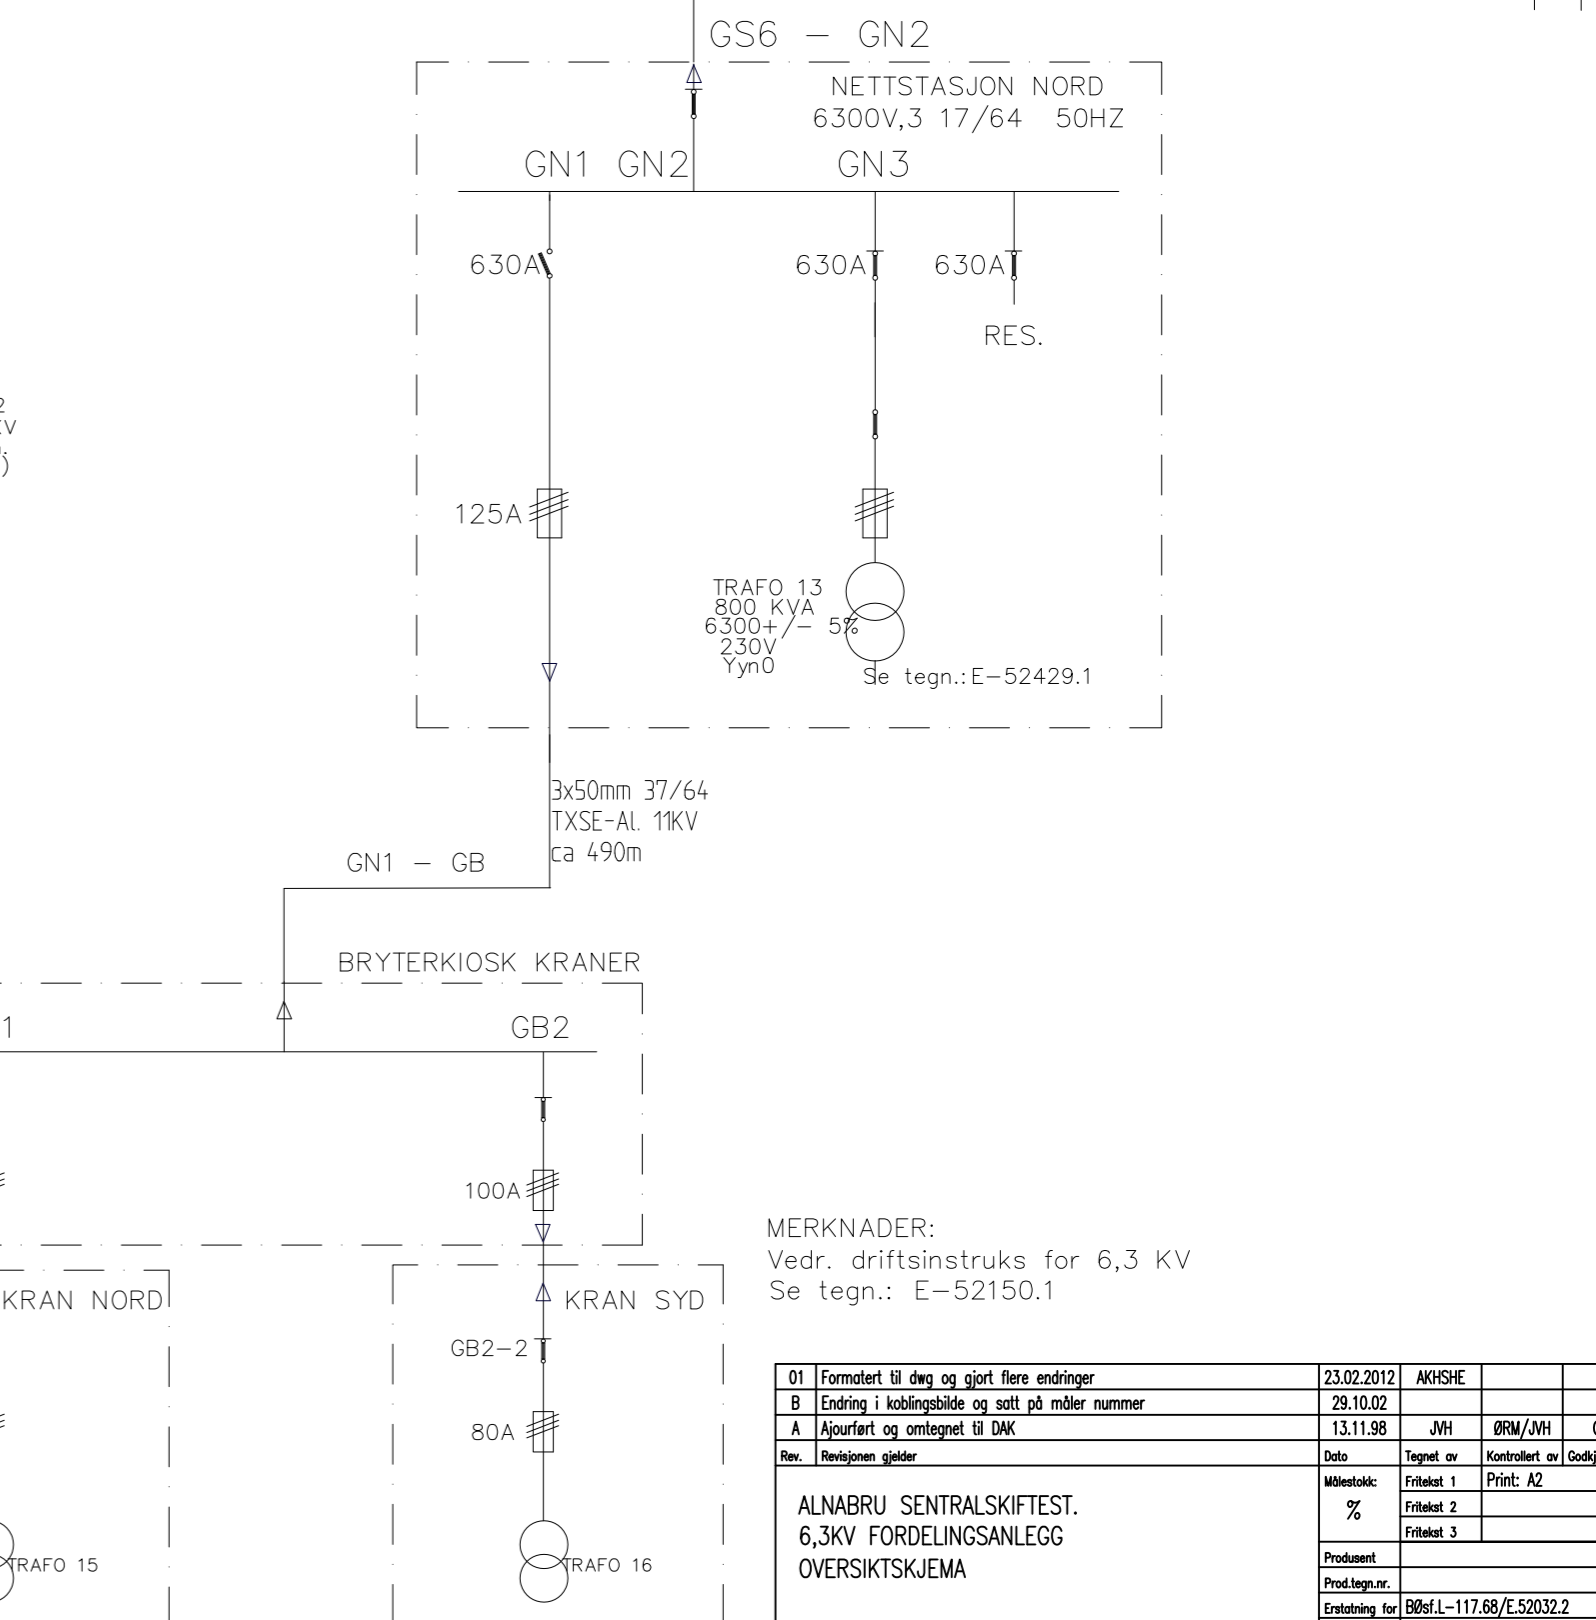 GS6 - GN2
NETTSTASJON NORD
6300V,3 17/64 50HZ
GN1 GN2 GN3
630A 630A 630A
RES.
2
KV
)
125A
TRAFO 13
800 KVA
6300+/- 5%
230V
Yyn0
Se tegn.: E-52429.1
3x50mm 37/64
TXSE-Al. 11KV
ca 490m
GN1 - GB
BRYTERKIOSK KRANER
1 GB2
100A
MERKNADER:
Vedr. driftsinstruks for 6,3 KV
Se tegn.: E-52150.1
KRAN NORD
KRAN SYD
GB2-2
80A
TRAFO 15
TRAFO 16
01 Formatert til dwg og gjort flere endringer 23.02.2012 AKHSHE
B Endring i koblingsbilde og satt på måler nummer 29.10.02
A Ajourført og omtegnet til DAK 13.11.98 JVH ØRM/JVH
Rev. Revisjonen gjelder Dato Tegnet av Kontrollert av Godkj
ALNABRU SENTRALSKIFTEST.
6,3KV FORDELINGSANLEGG
OVERSIKTSKJEMA
Målestokk: Fritekst 1 Print: A2
% Fritekst 2
Fritekst 3
Produsent
Prod.tegn.nr.
Erstatning for BØsf.L-117.68/E.52032.2